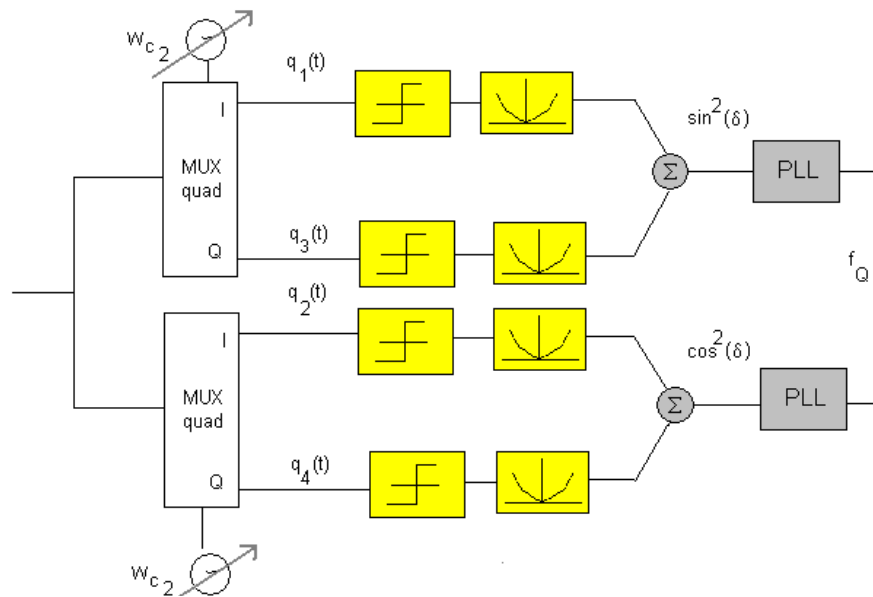 Wc2
q1(t)
I
MUX
quad
Q
q3(t)
sin²(δ)
Σ
PLL
fQ
q2(t)
I
MUX
quad
Q
q4(t)
cos²(δ)
Σ
PLL
Wc2